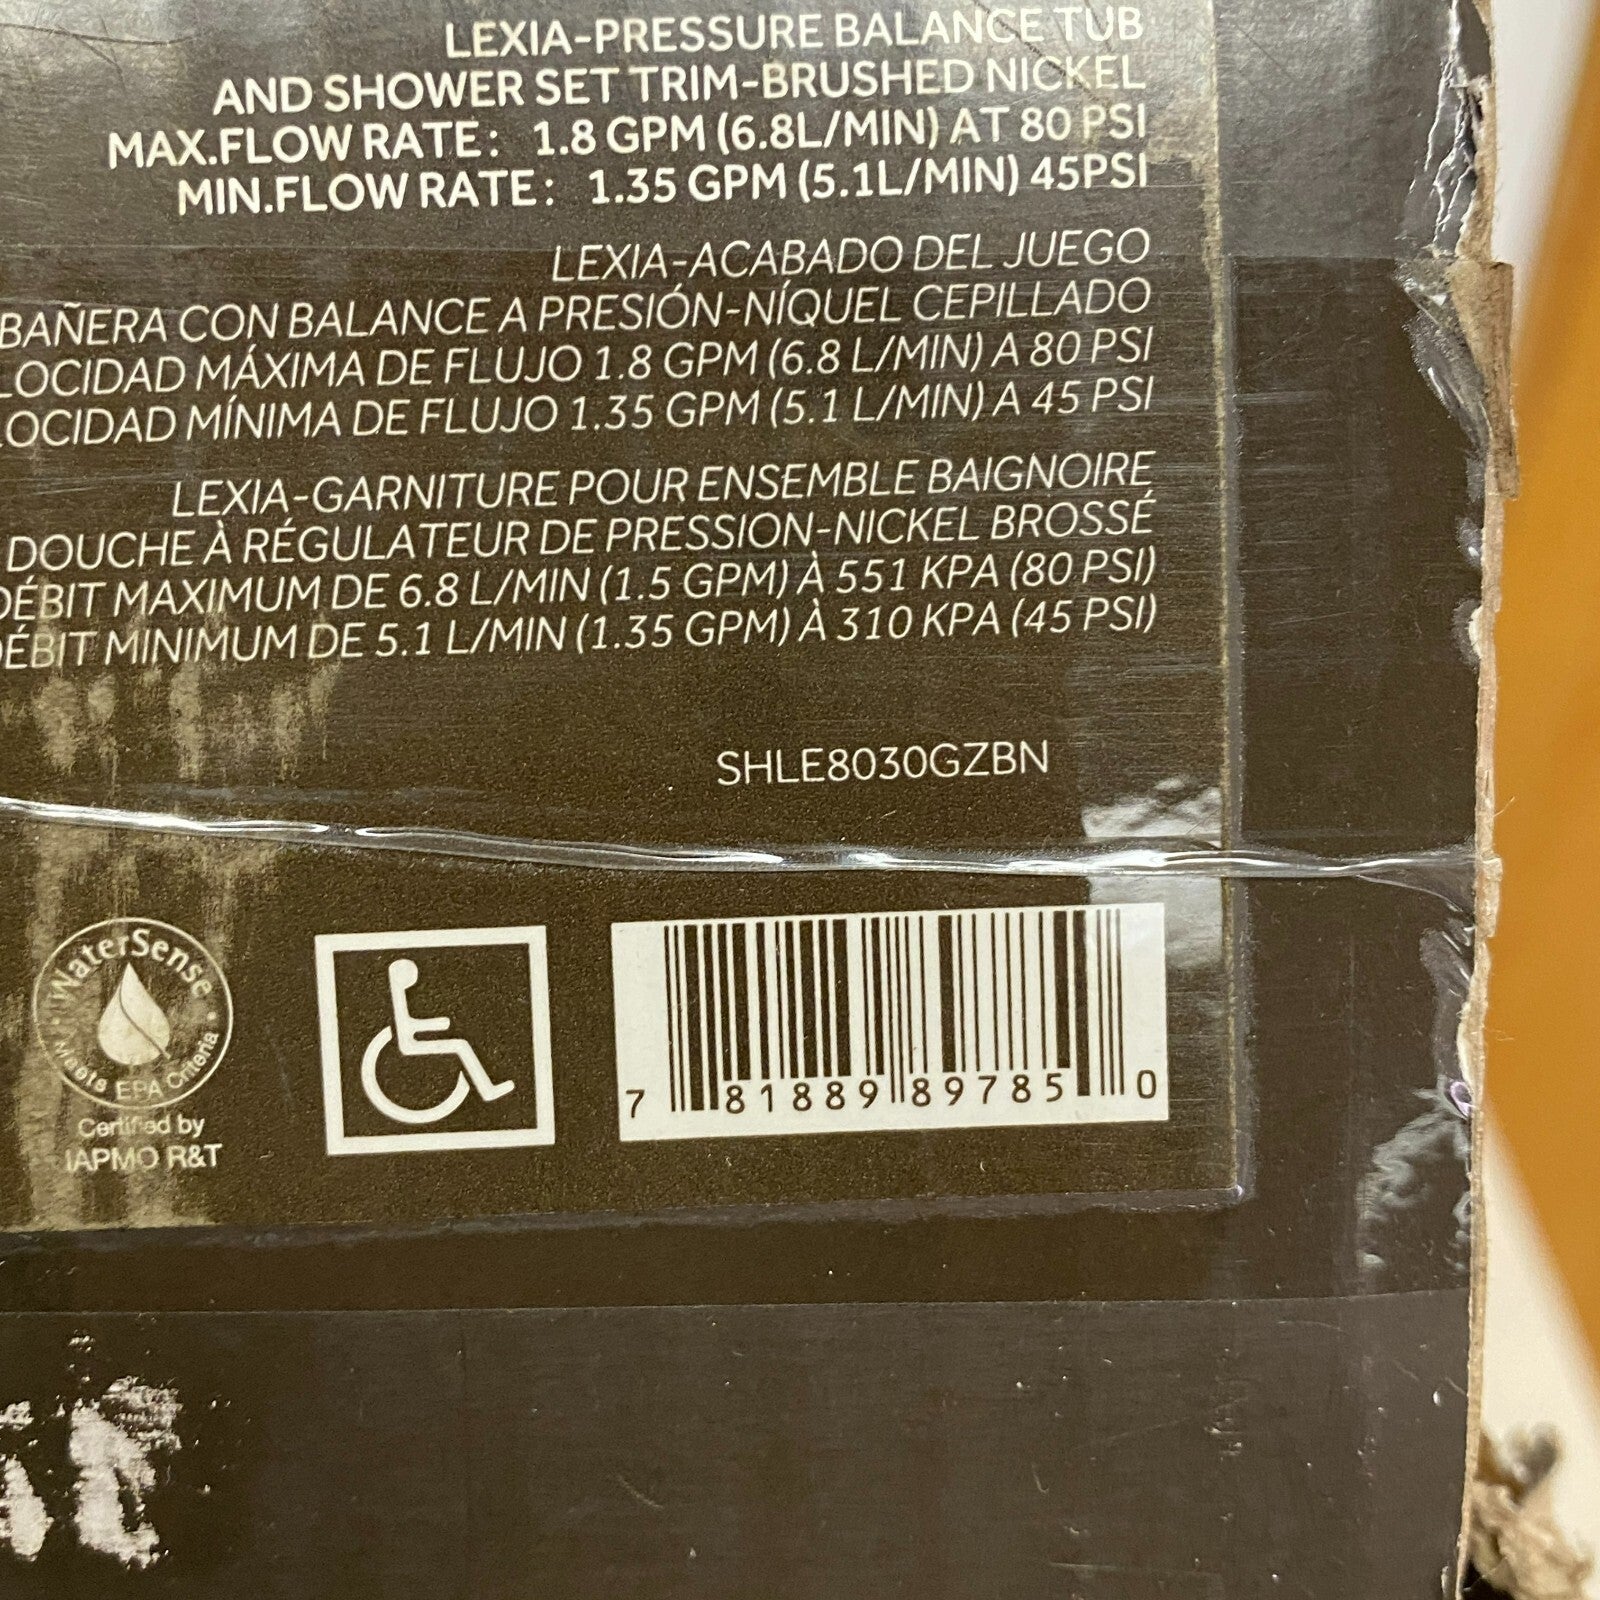 LEXIA-PRESSURE BALANCE TUB
AND SHOWER SET TRIM-BRUSHED NICKEL
MAX.FLOW RATE: 1.8 GPM (6.8L/MIN) AT 80 PSI
MIN.FLOW RATE: 1.35 GPM (5.1L/MIN) 45PSI
LEXIA-ACABADO DEL JUEGO
BAÑERA CON BALANCE A PRESIÓN-NÍQUEL CEPILLADO
LOCIDAD MÁXIMA DE FLUJO 1.8 GPM (6.8 L/MIN) A 80 PSI
LOCIDAD MÍNIMA DE FLUJO 1.35 GPM (5.1 L/MIN) A 45 PSI
LEXIA-GARNITURE POUR ENSEMBLE BAIGNOIRE
DOUCHE À RÉGULATEUR DE PRESSION-NICKEL BROSSÉ
DÉBIT MAXIMUM DE 6.8 L/MIN (1.5 GPM) À 551 KPA (80 PSI)
DÉBIT MINIMUM DE 5.1 L/MIN (1.35 GPM) À 310 KPA (45 PSI)
SHLE8030GZBN
WaterSense
Meets EPA Criteria
Certified by
IAPMO R&T
7 81889 89785 0